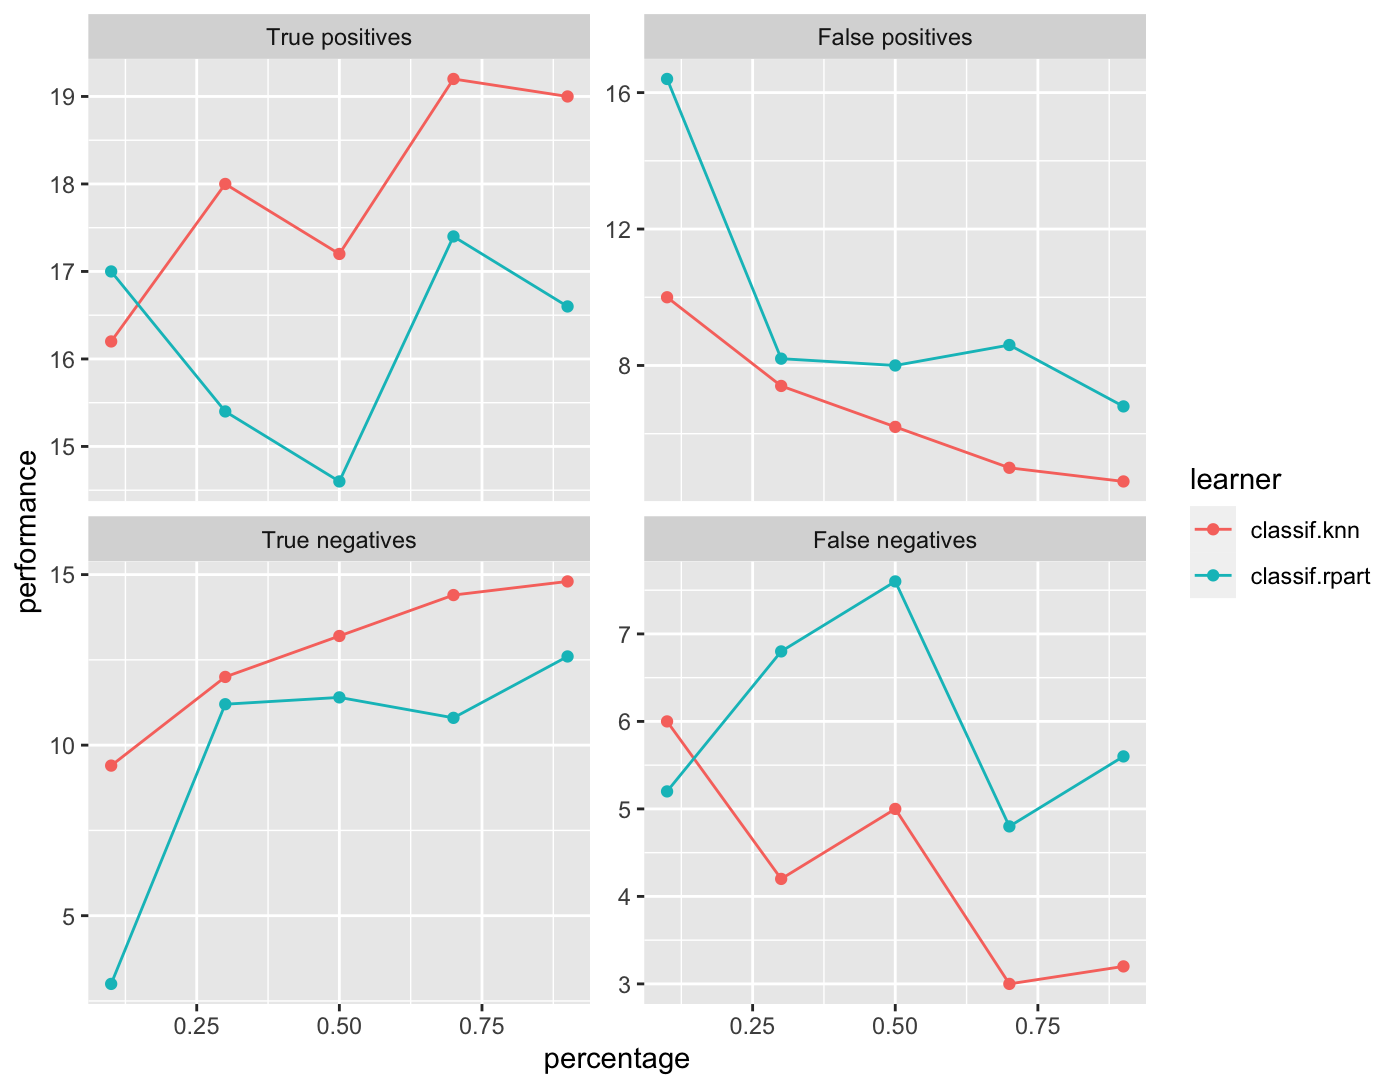 True positives
False positives
19
18
17
16
15
16
12
8
True negatives
False negatives
15
10
5
7
6
5
4
3
0.25 0.50 0.75
0.25 0.50 0.75
percentage
performance
learner
classif.knn
classif.rpart